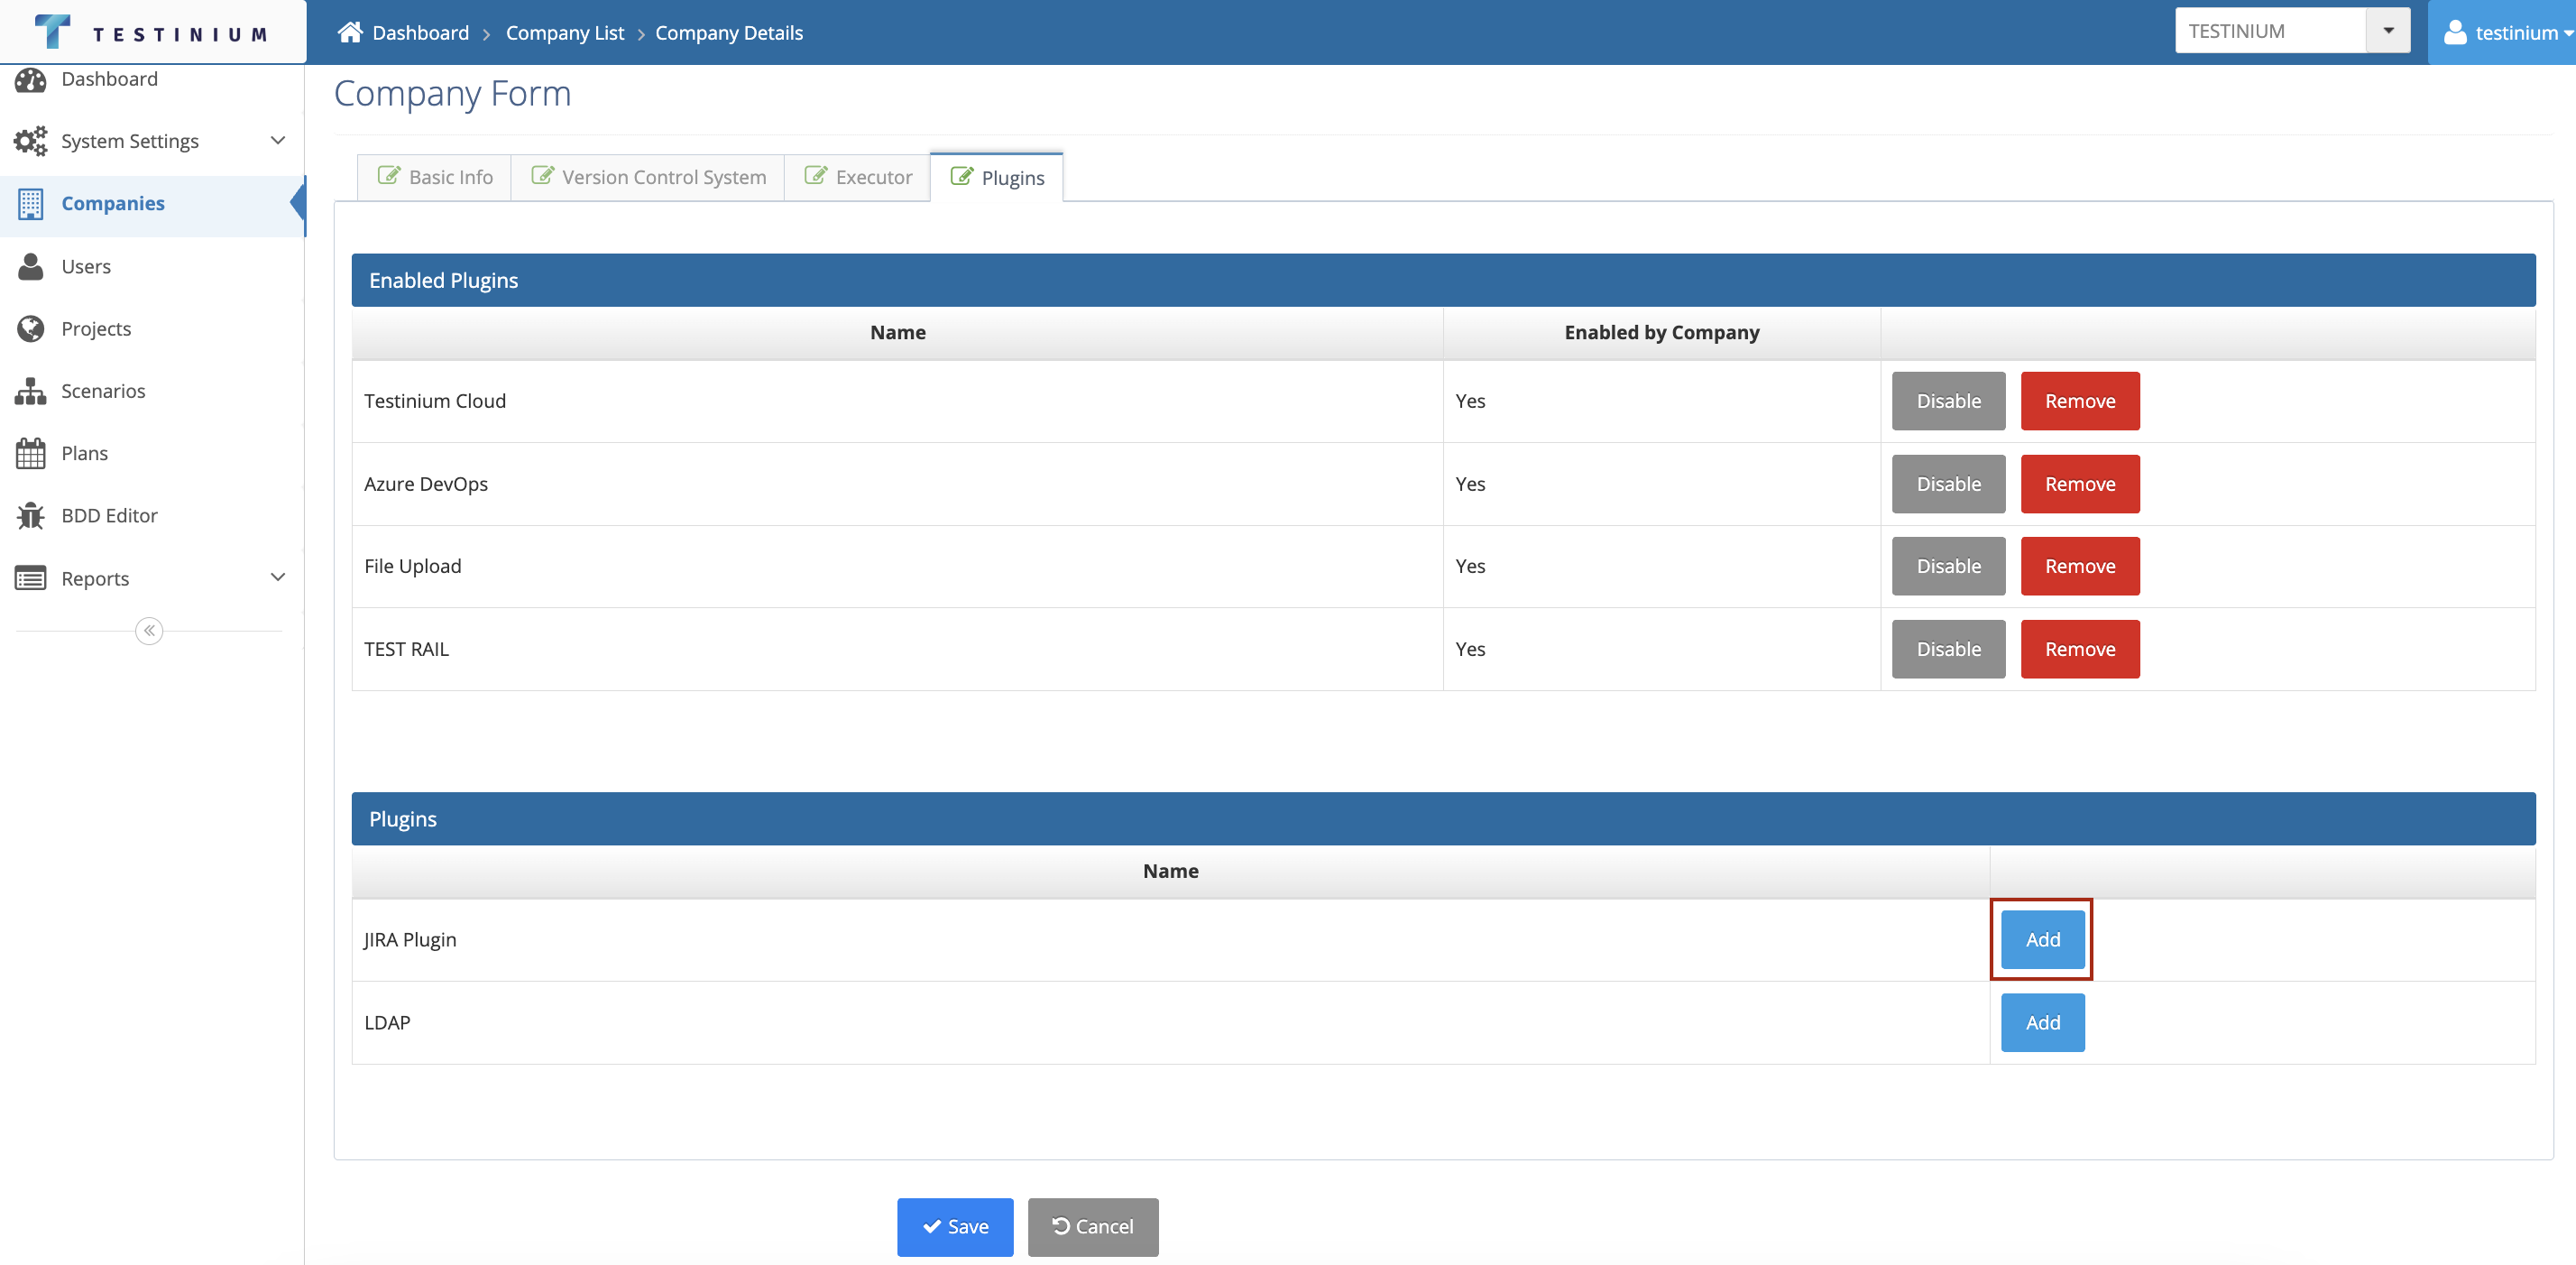 TESTINIUM
Dashboard > Company List > Company Details
TESTINIUM
testinium
Dashboard
System Settings
Companies
Users
Projects
Scenarios
Plans
BDD Editor
Reports
Company Form
Basic Info
Version Control System
Executor
Plugins
Enabled Plugins
Name Enabled by Company
Testinium Cloud Yes Disable Remove
Azure DevOps Yes Disable Remove
File Upload Yes Disable Remove
TEST RAIL Yes Disable Remove
Plugins
Name
JIRA Plugin Add
LDAP Add
Save Cancel